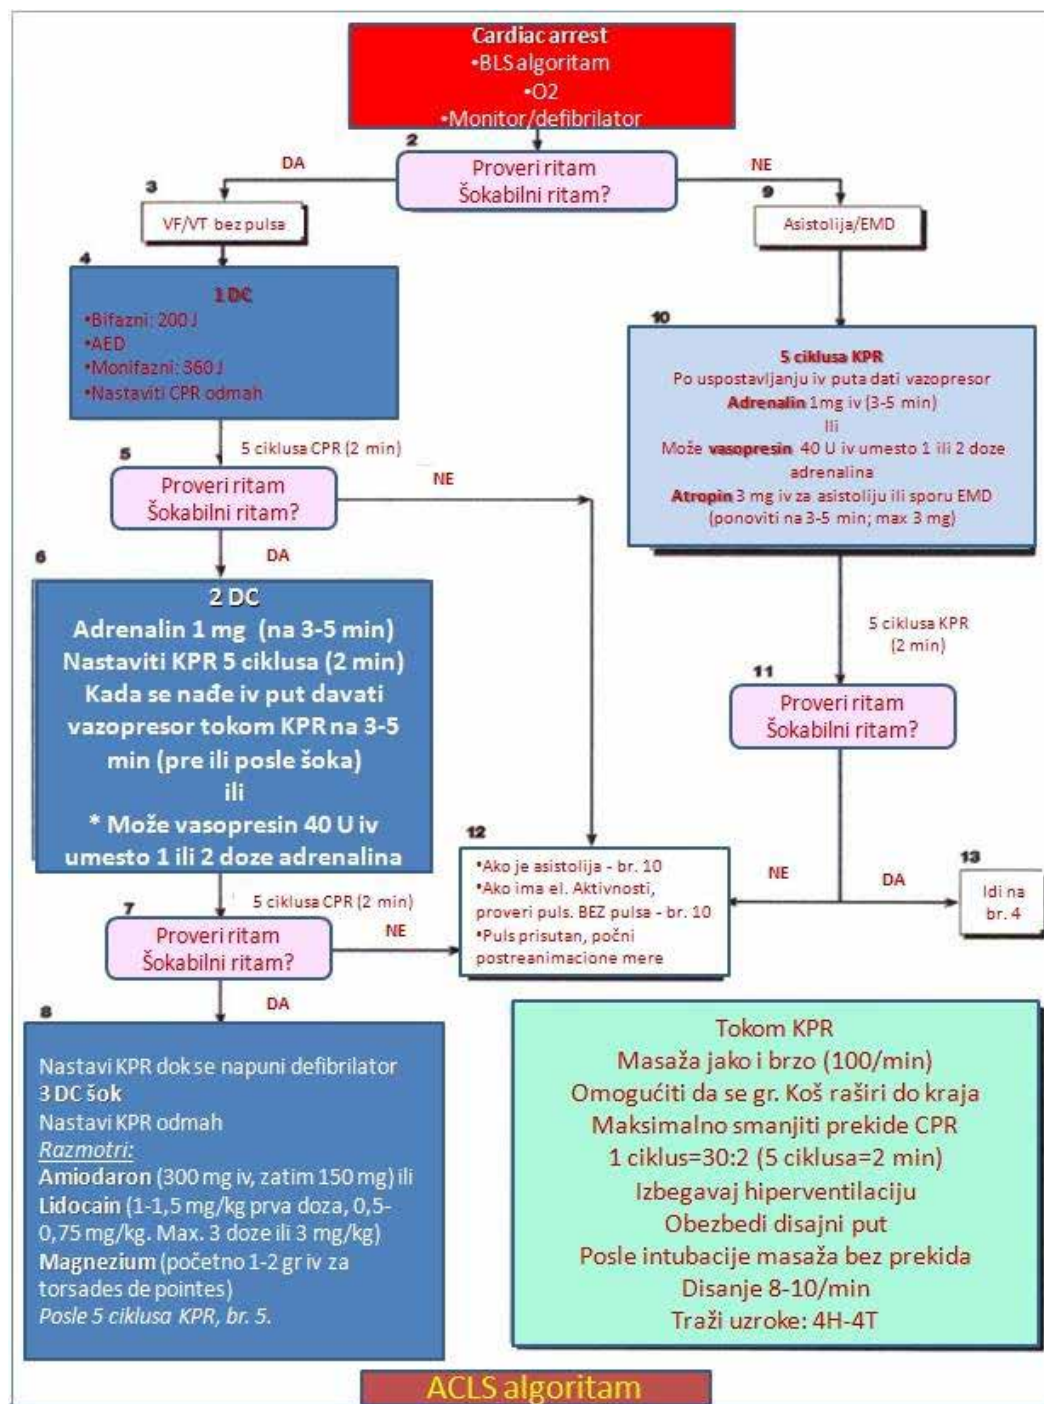 Cardiac arrest
•BLS algoritam
•O2
•Monitor/defibrilator
2
Proveri ritam
Šokabilni ritam?
DA
NE
3
VF/VT bez pulsa
9
Asistolija/EMD
4
1 DC
•Bifazni: 200 J
•AED
•Monifazni: 360 J
•Nastaviti CPR odmah
10
5 ciklusa KPR
Po uspostavljanju iv puta dati vazopresor
Adrenalin 1mg iv (3-5 min)
Ili
Može vasopresin 40 U iv umesto 1 ili 2 doze
adrenalina
Atropin 3 mg iv za asistoliju ili sporu EMD
(ponoviti na 3-5 min; max 3 mg)
5 ciklusa CPR (2 min)
5
Proveri ritam
Šokabilni ritam?
NE
DA
6
2 DC
Adrenalin 1 mg (na 3-5 min)
Nastaviti KPR 5 ciklusa (2 min)
Kada se nađe iv put davati
vazopresor tokom KPR na 3-5
min (pre ili posle šoka)
ili
* Može vasopresin 40 U iv
umesto 1 ili 2 doze adrenalina
5 ciklusa KPR
(2 min)
11
Proveri ritam
Šokabilni ritam?
NE
DA
12
•Ako je asistolija - br. 10
•Ako ima el. Aktivnosti,
proveri puls. BEZ pulsa - br. 10
•Puls prisutan, počni
postreanimacione mere
13
Idi na
br. 4
5 ciklusa CPR (2 min)
7
Proveri ritam
Šokabilni ritam?
NE
DA
8
Nastavi KPR dok se napuni defibrilator
3 DC šok
Nastavi KPR odmah
Razmotri:
Amiodaron (300 mg iv, zatim 150 mg) ili
Lidocain (1-1,5 mg/kg prva doza, 0,5-
0,75 mg/kg. Max. 3 doze ili 3 mg/kg)
Magnezium (početno 1-2 gr iv za
torsades de pointes)
Posle 5 ciklusa KPR, br. 5.
Tokom KPR
Masaža jako i brzo (100/min)
Omogućiti da se gr. Koš raširi do kraja
Maksimalno smanjiti prekide CPR
1 ciklus=30:2 (5 ciklusa=2 min)
Izbegavaj hiperventilaciju
Obezbedi disajni put
Posle intubacije masaža bez prekida
Disanje 8-10/min
Traži uzroke: 4H-4T
ACLS algoritam